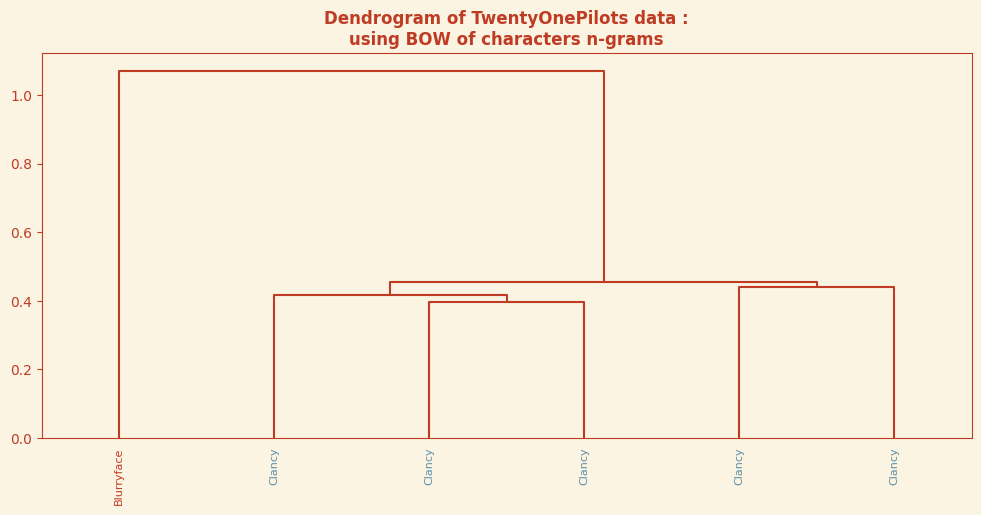 Dendrogram of TwentyOnePilots data :
using BOW of characters n-grams
1.0
0.8
0.6
0.4
0.2
0.0
Blurryface
Clancy
Clancy
Clancy
Clancy
Clancy